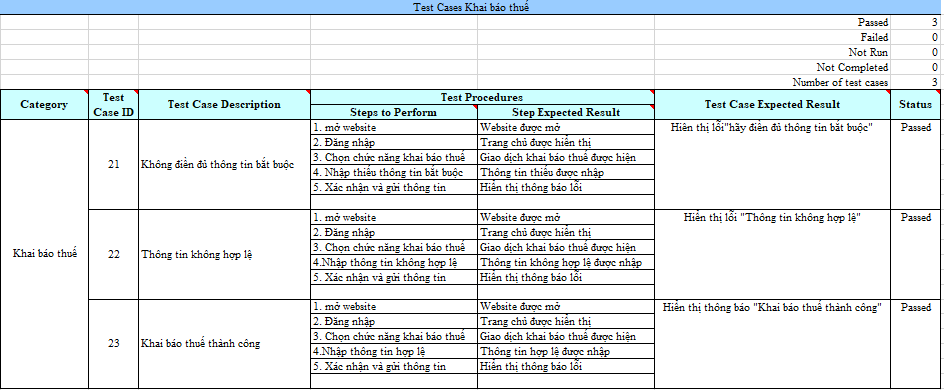 Test Cases Khai báo thuế
Passed 3
Failed 0
Not Run 0
Not Completed 0
Number of test cases 3
Category Test Case ID Test Case Description Test Procedures Test Case Expected Result Status
Steps to Perform Step Expected Result
Khai báo thuế
21 Không điền đủ thông tin bắt buộc
1. mở website Website được mở Hiên thị lỗi"hãy điền đủ thông tin bắt buộc" Passed
2. Đăng nhập Trang chủ được hiển thị
3. Chọn chức năng khai báo thuế Giao dịch khai báo thuế được hiện
4. Nhập thiếu thông tin bắt buộc Thông tin thiếu được nhập
5. Xác nhận và gửi thông tin Hiển thị thông báo lỗi
22 Thông tin không hợp lệ
1. mở website Website được mở Hiển thị lỗi "Thông tin không hợp lệ" Passed
2. Đăng nhập Trang chủ được hiển thị
3. Chọn chức năng khai báo thuế Giao dịch khai báo thuế được hiện
4.Nhập thông tin không hợp lệ Thông tin không hợp lệ được nhập
5. Xác nhận và gửi thông tin Hiển thị thông báo lỗi
23 Khai báo thuế thành công
1. mở website Website được mở Hiển thị thông báo "Khai báo thuế thành công" Passed
2. Đăng nhập Trang chủ được hiển thị
3. Chọn chức năng khai báo thuế Giao dịch khai báo thuế được hiện
4.Nhập thông tin hợp lệ Thông tin hợp lệ được nhập
5. Xác nhận và gửi thông tin Hiển thị thông báo lỗi